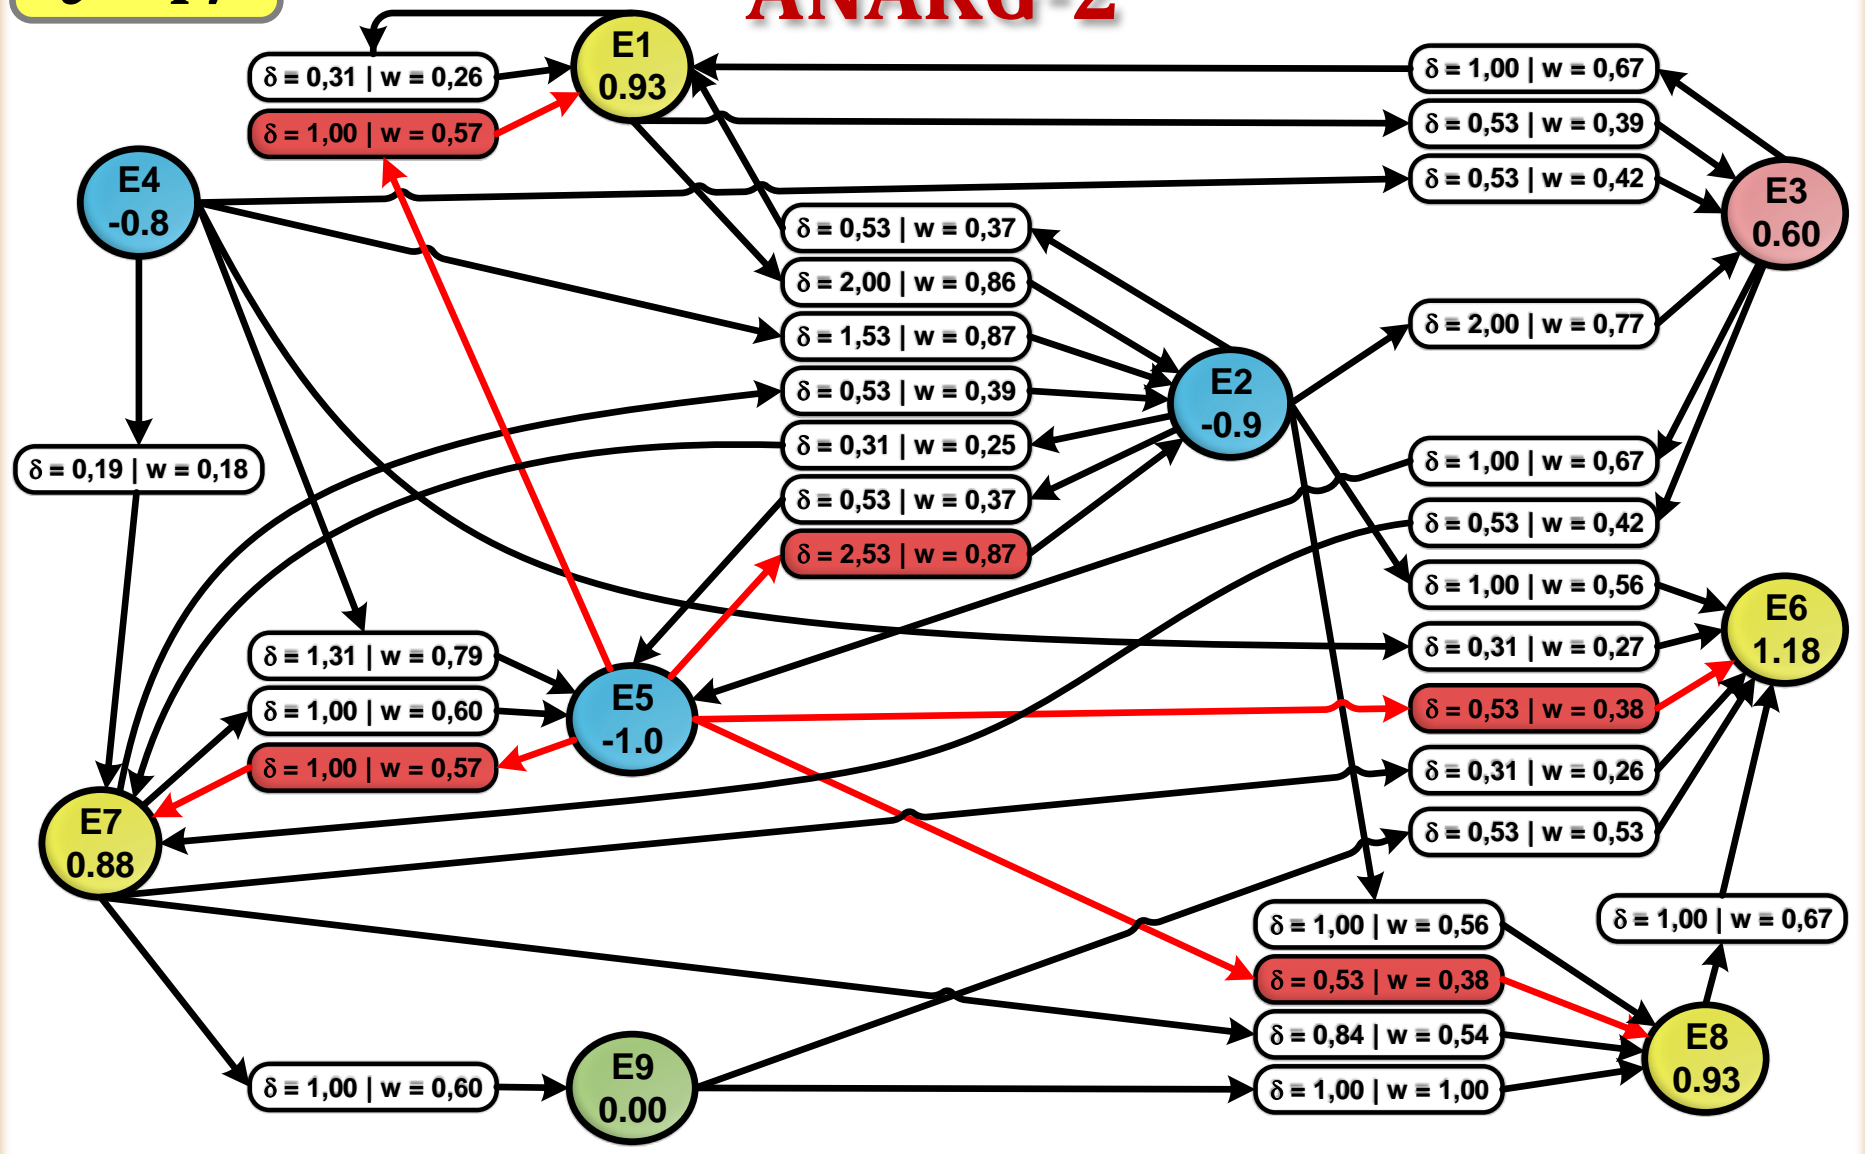 ANAKG-2
E1
0.93
δ = 0,31 | w = 0,26
δ = 1,00 | w = 0,57
δ = 1,00 | w = 0,67
δ = 0,53 | w = 0,39
δ = 0,53 | w = 0,42
E4
-0.8
E3
0.60
δ = 0,53 | w = 0,37
δ = 2,00 | w = 0,86
δ = 1,53 | w = 0,87
δ = 0,53 | w = 0,39
δ = 0,31 | w = 0,25
δ = 0,53 | w = 0,37
δ = 2,53 | w = 0,87
δ = 2,00 | w = 0,77
E2
-0.9
δ = 0,19 | w = 0,18
δ = 1,00 | w = 0,67
δ = 0,53 | w = 0,42
δ = 1,00 | w = 0,56
δ = 0,31 | w = 0,27
δ = 0,53 | w = 0,38
δ = 0,31 | w = 0,26
δ = 0,53 | w = 0,53
E6
1.18
δ = 1,31 | w = 0,79
δ = 1,00 | w = 0,60
δ = 1,00 | w = 0,57
E5
-1.0
E7
0.88
δ = 1,00 | w = 0,56
δ = 0,53 | w = 0,38
δ = 0,84 | w = 0,54
δ = 1,00 | w = 1,00
δ = 1,00 | w = 0,67
E8
0.93
δ = 1,00 | w = 0,60
E9
0.00